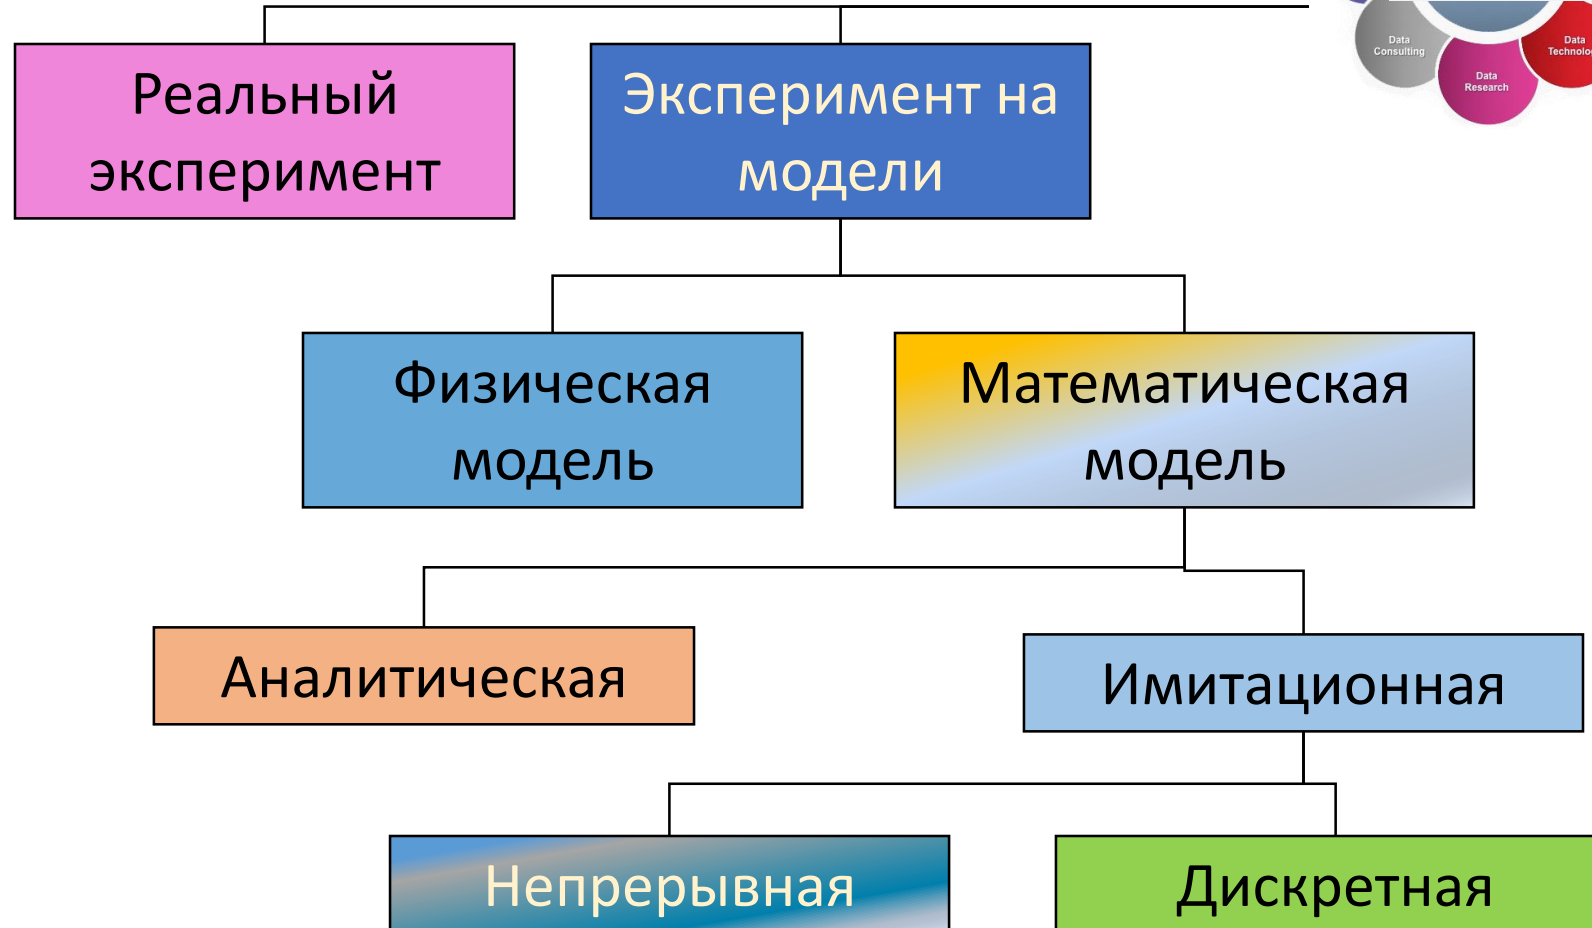 Data
Consulting
Data
Research
Data
Реальный
эксперимент
Эксперимент на
модели
Физическая
модель
Математическая
модель
Аналитическая
Имитационная
Непрерывная
Дискретная